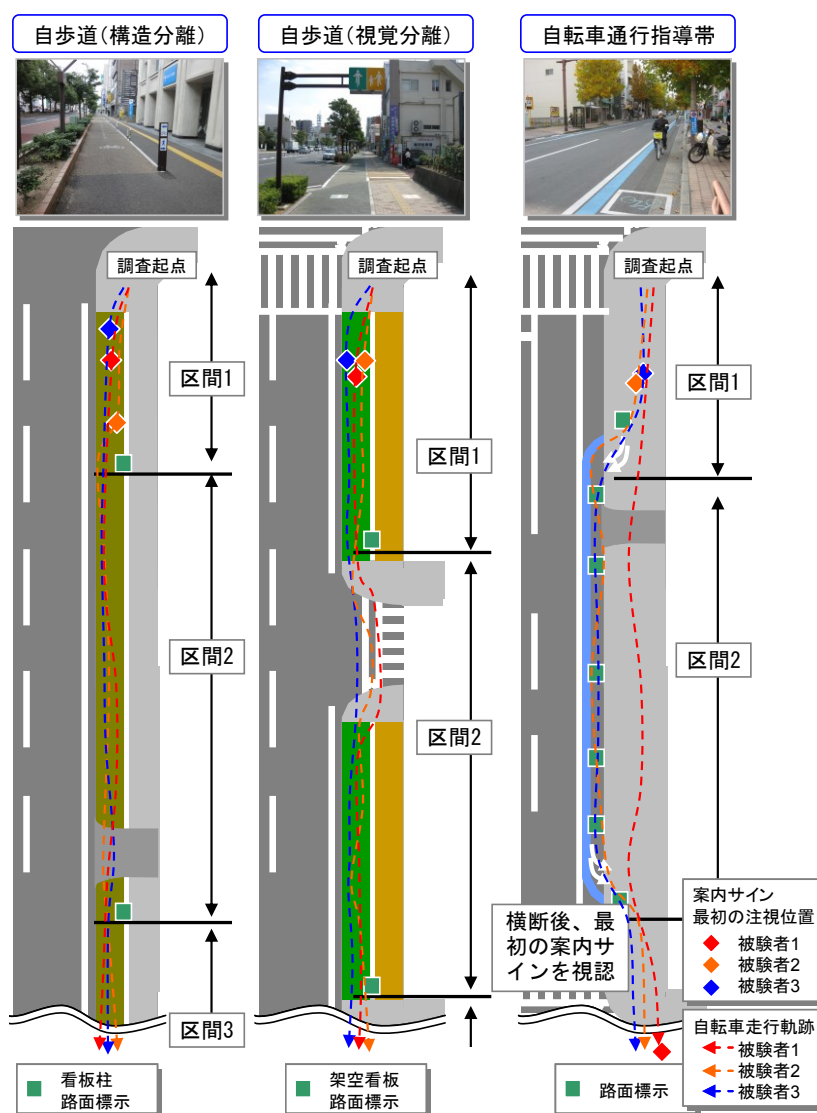 自歩道(構造分離)
自歩道(視覚分離)
自転車通行指導帯
調査起点
区間1
区間2
区間3
看板柱
路面標示
調査起点
区間1
区間2
架空看板
路面標示
調査起点
区間1
区間2
横断後、最
初の案内サ
インを視認
路面標示
案内サイン
最初の注視位置
被験者1
被験者2
被験者3
自転車走行軌跡
被験者1
被験者2
被験者3